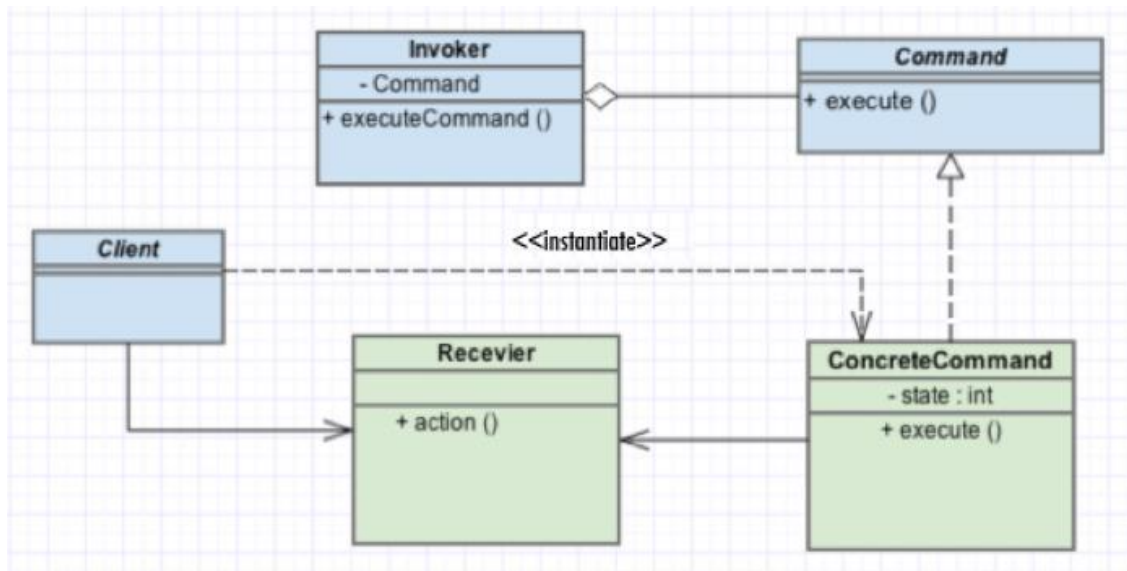 Invoker
- Command
+ executeCommand ()
Command
+ execute ()
<<instantiate>>
Client
Recevier
+ action ()
ConcreteCommand
- state : int
+ execute ()